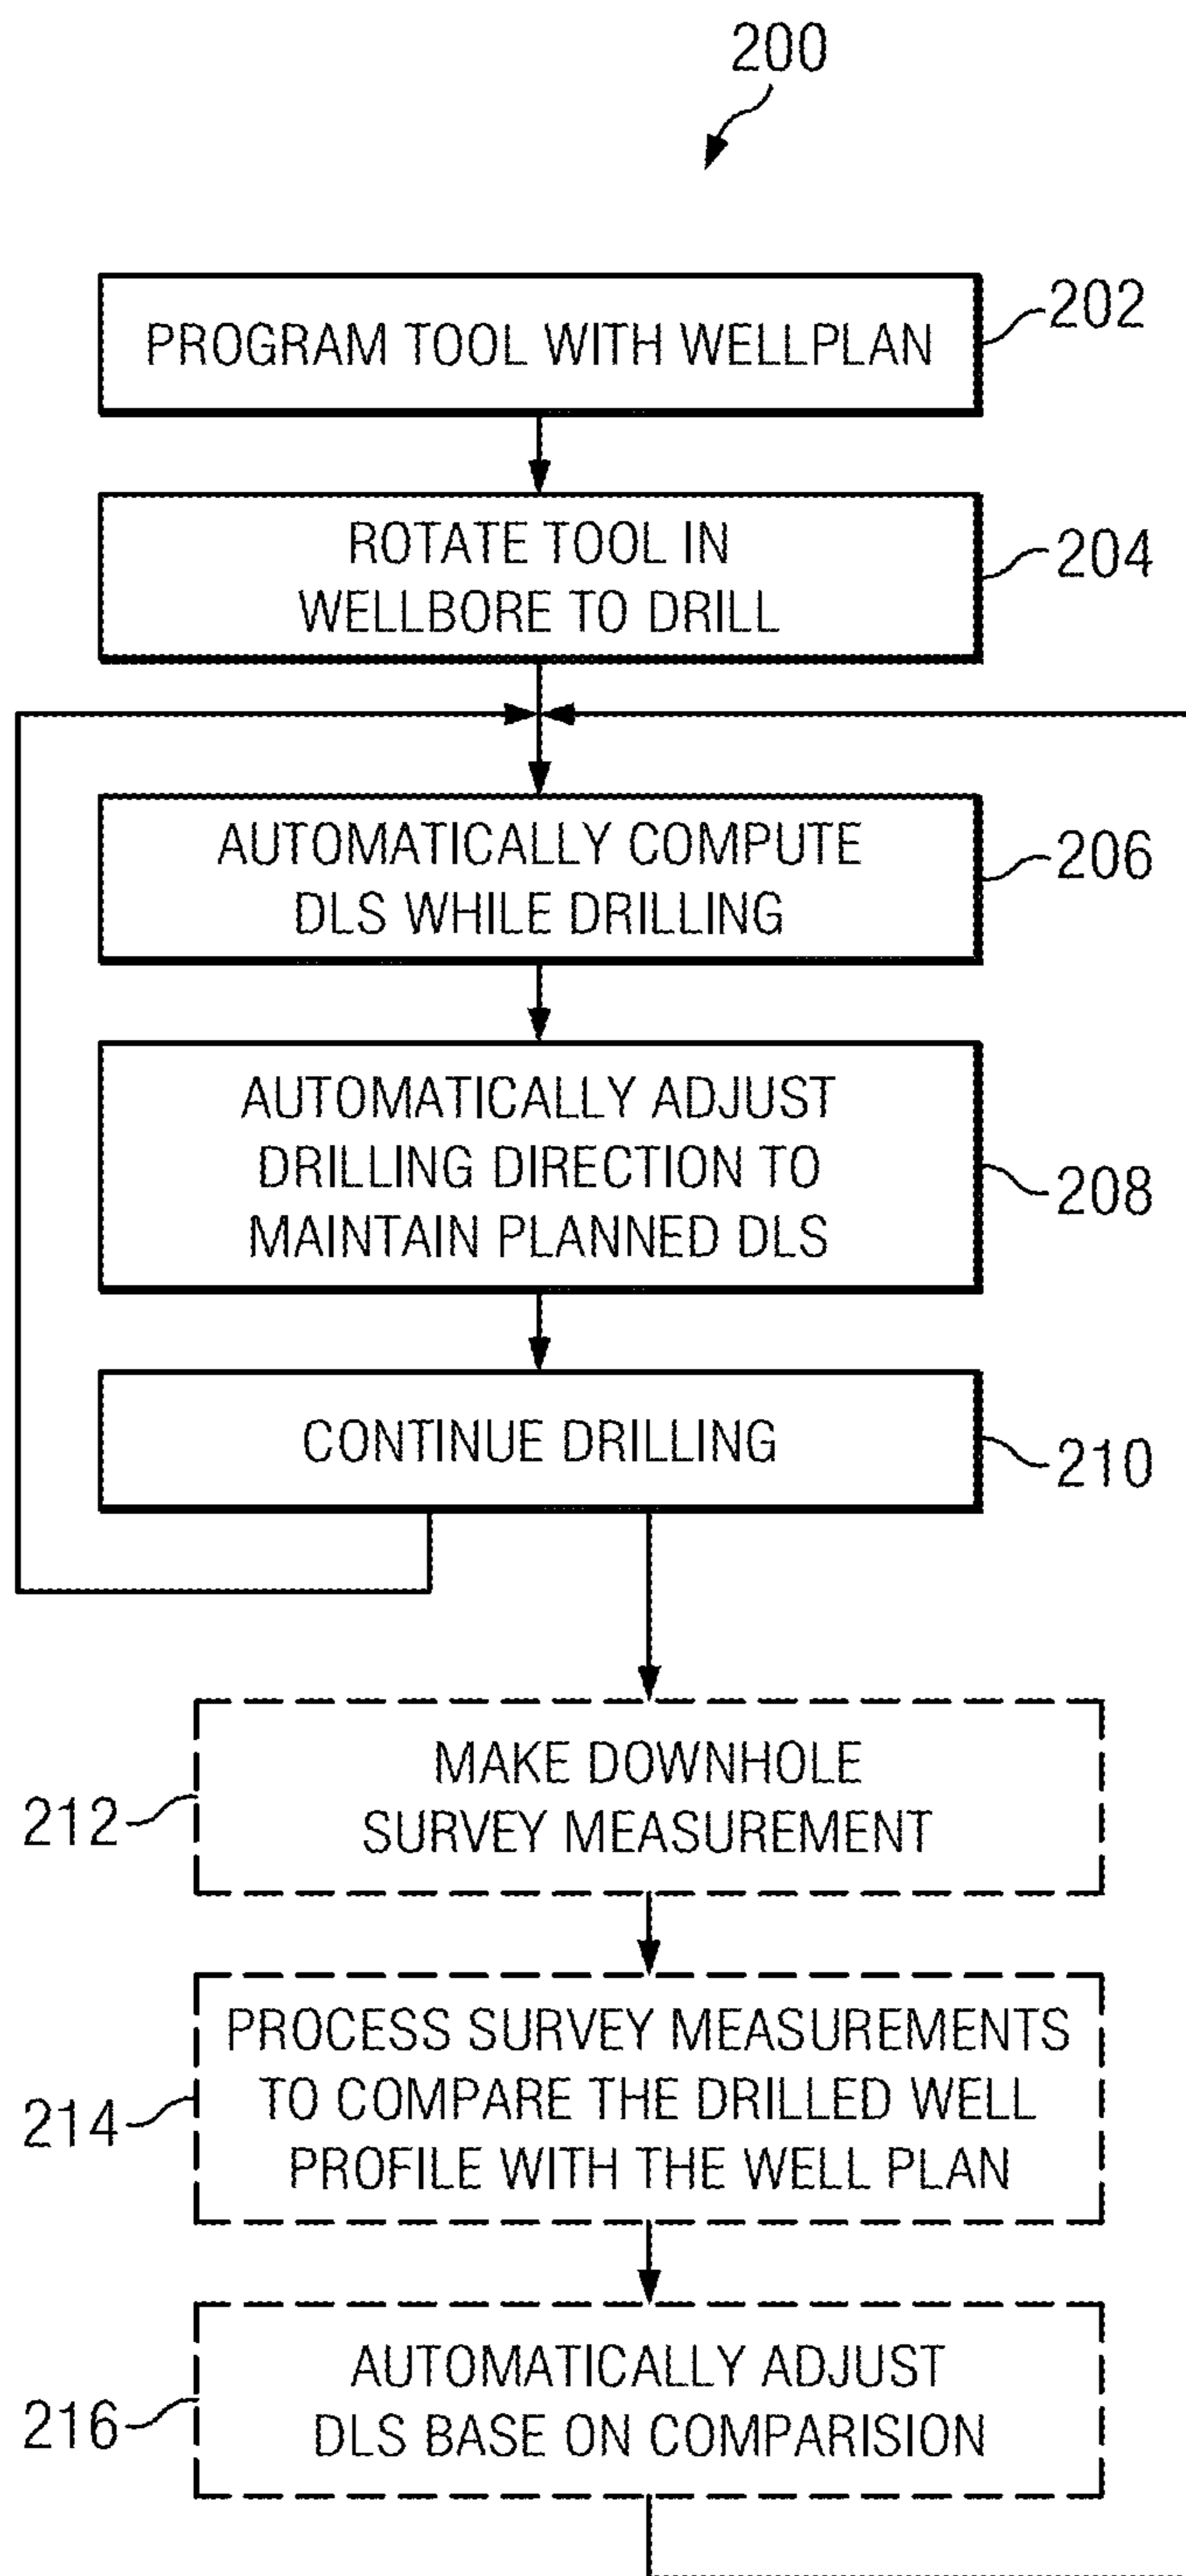 200
PROGRAM TOOL WITH WELLPLAN
202
ROTATE TOOL IN
WELLBORE TO DRILL
204
AUTOMATICALLY COMPUTE
DLS WHILE DRILLING
206
AUTOMATICALLY ADJUST
DRILLING DIRECTION TO
MAINTAIN PLANNED DLS
208
CONTINUE DRILLING
210
MAKE DOWNHOLE
SURVEY MEASUREMENT
212
PROCESS SURVEY MEASUREMENTS
TO COMPARE THE DRILLED WELL
PROFILE WITH THE WELL PLAN
214
AUTOMATICALLY ADJUST
DLS BASE ON COMPARISION
216